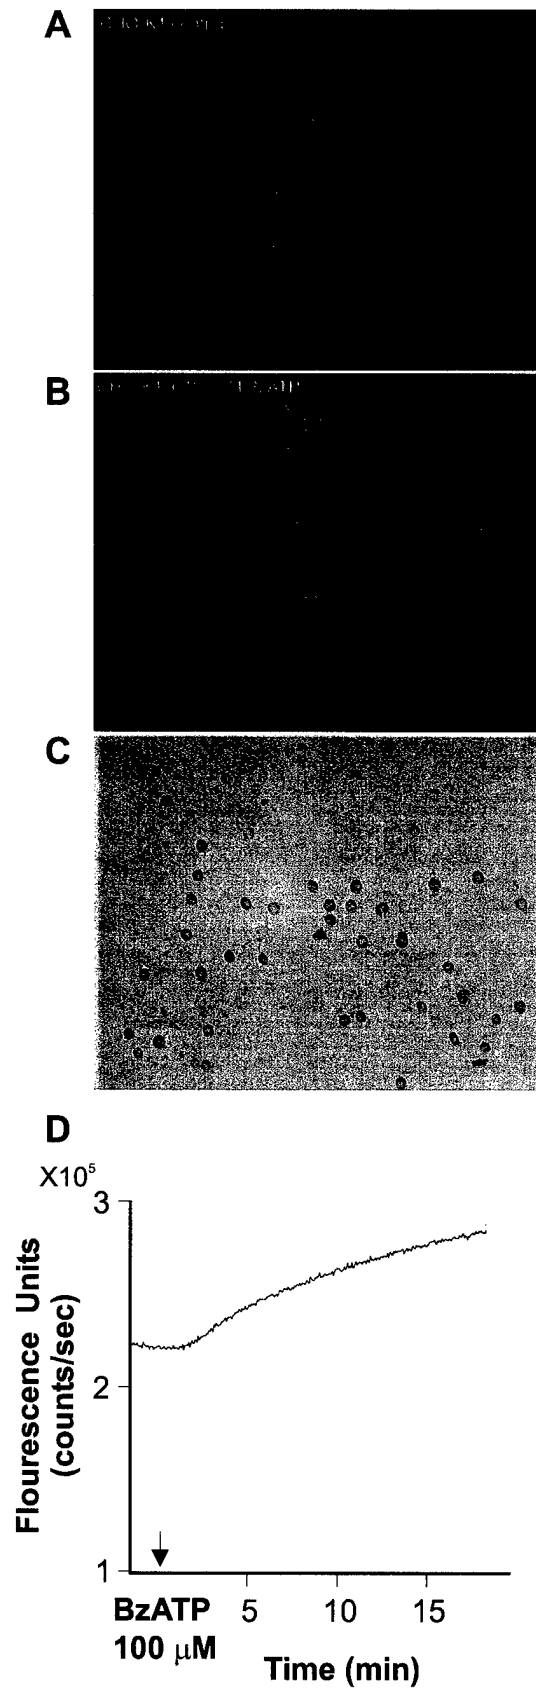 A
B
C
D
X10⁵
3
2
1
Flourescence Units
(counts/sec)
BzATP
100 µM
5
10
15
Time (min)